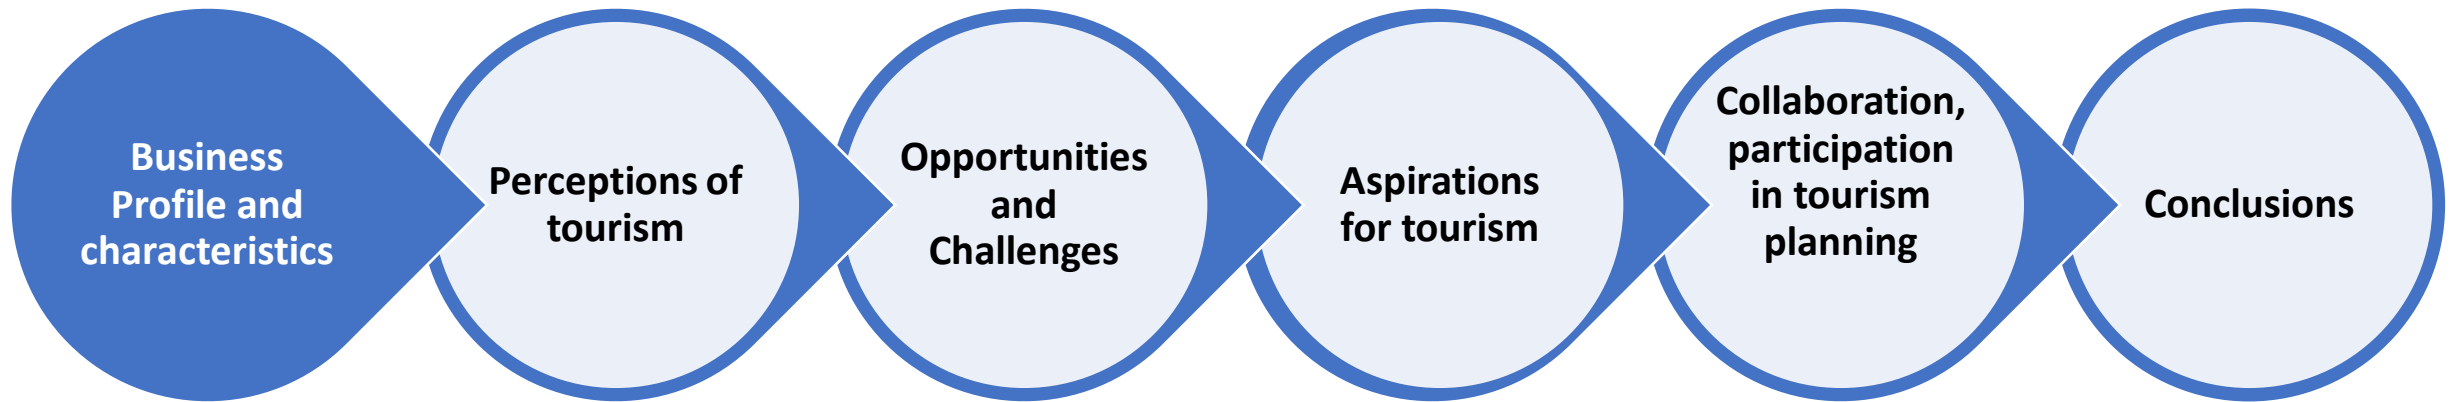 Business
Profile and
characteristics
Perceptions of
tourism
Opportunities
and
Challenges
Aspirations
for tourism
Collaboration,
participation
in tourism
planning
Conclusions